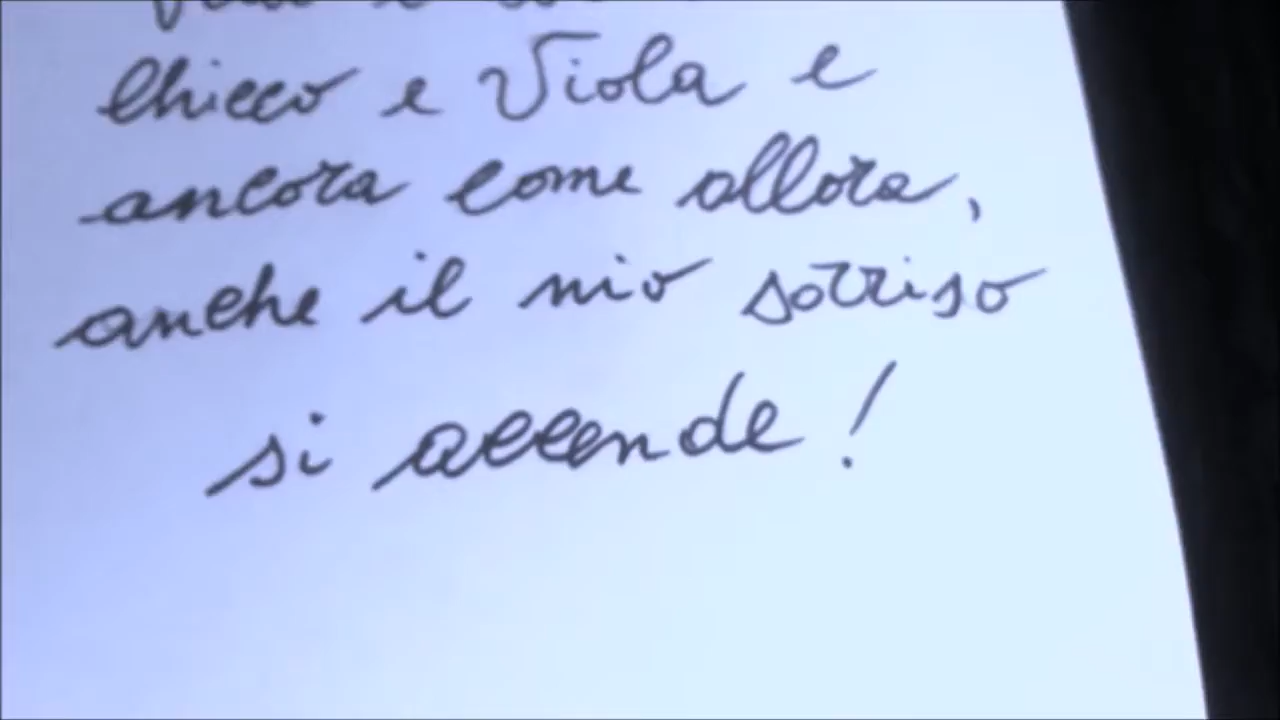 Chicco e Viola e
ancora come allora,
anche il mio sorriso
si accende!